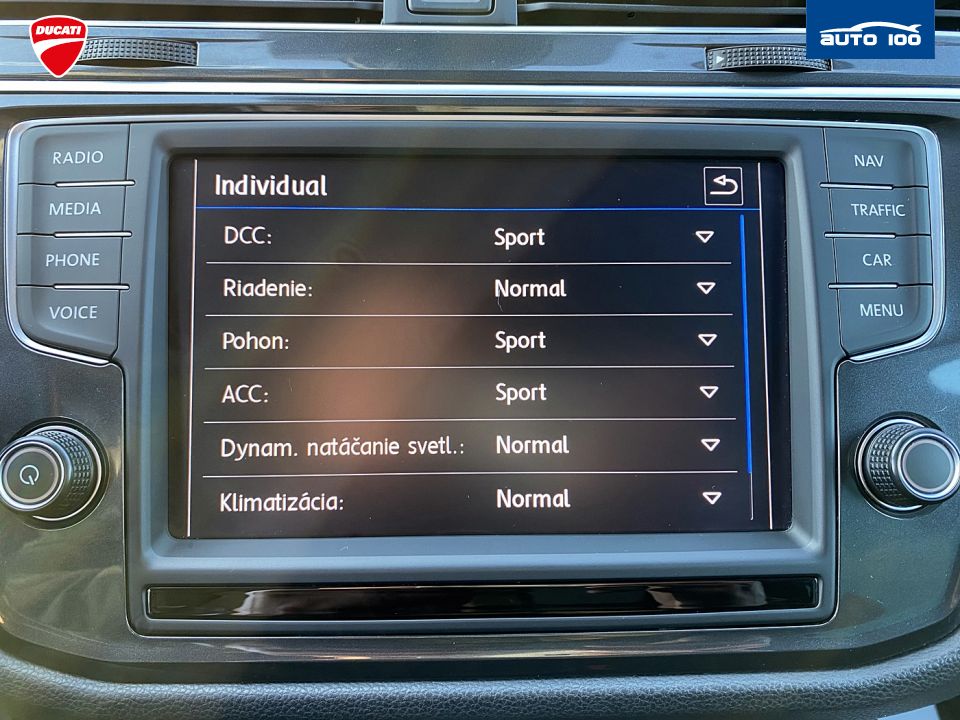 DUCATI
AUTO 100
RADIO
MEDIA
PHONE
VOICE
NAV
TRAFFIC
CAR
MENU
Individual
DCC: Sport
Riadenie: Normal
Pohon: Sport
ACC: Sport
Dynam. natáčanie svetl.: Normal
Klimatizácia: Normal